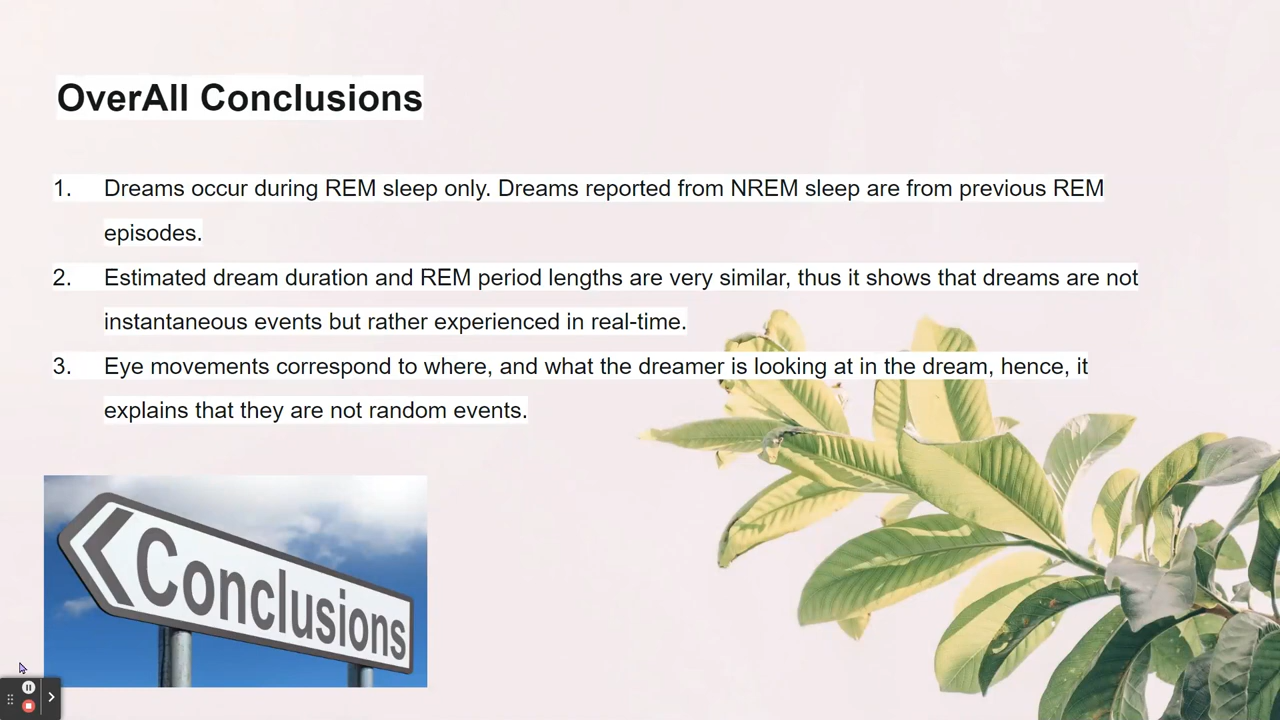 OverAll Conclusions
1. Dreams occur during REM sleep only. Dreams reported from NREM sleep are from previous REM
episodes.
2. Estimated dream duration and REM period lengths are very similar, thus it shows that dreams are not
instantaneous events but rather experienced in real-time.
3. Eye movements correspond to where, and what the dreamer is looking at in the dream, hence, it
explains that they are not random events.
Conclusions